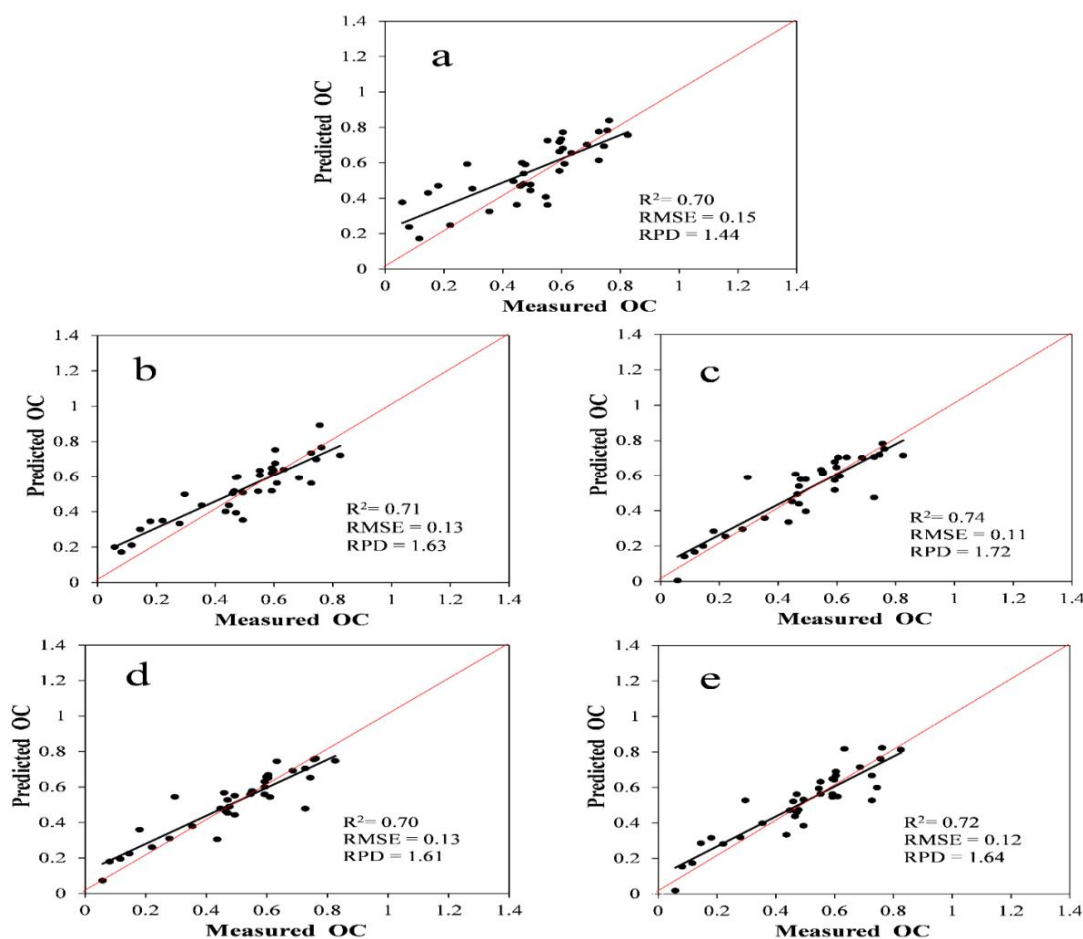 a
1.4
1.2
1
0.8
0.6
0.4
0.2
0
Predicted OC
R²= 0.70
RMSE = 0.15
RPD = 1.44
0 0.2 0.4 0.6 0.8 1 1.2 1.4
Measured OC
b
1.4
1.2
1
0.8
0.6
0.4
0.2
0
Predicted OC
R²= 0.71
RMSE = 0.13
RPD = 1.63
0 0.2 0.4 0.6 0.8 1 1.2 1.4
Measured OC
c
1.4
1.2
1
0.8
0.6
0.4
0.2
0
Predicted OC
R²= 0.74
RMSE = 0.11
RPD = 1.72
0 0.2 0.4 0.6 0.8 1 1.2 1.4
Measured OC
d
1.4
1.2
1
0.8
0.6
0.4
0.2
0
Predicted OC
R²= 0.70
RMSE = 0.13
RPD = 1.61
0 0.2 0.4 0.6 0.8 1 1.2 1.4
Measured OC
e
1.4
1.2
1
0.8
0.6
0.4
0.2
0
Predicted OC
R²= 0.72
RMSE = 0.12
RPD = 1.64
0 0.2 0.4 0.6 0.8 1 1.2 1.4
Measured OC